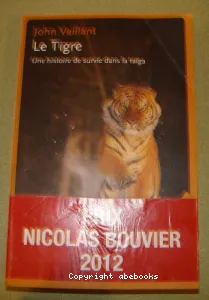 John Vaillant
Le Tigre
Une histoire de survie dans la taïga
NICOLAS BOUVIER
2012
Copyright © abebooks